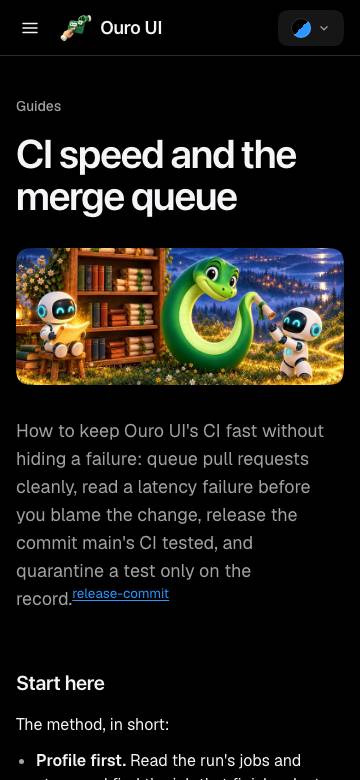 Ouro UI
Guides
CI speed and the
merge queue
How to keep Ouro UI's CI fast without
hiding a failure: queue pull requests
cleanly, read a latency failure before
you blame the change, release the
commit main's CI tested, and
quarantine a test only on the
record.release-commit
Start here
The method, in short:
• Profile first. Read the run's jobs and